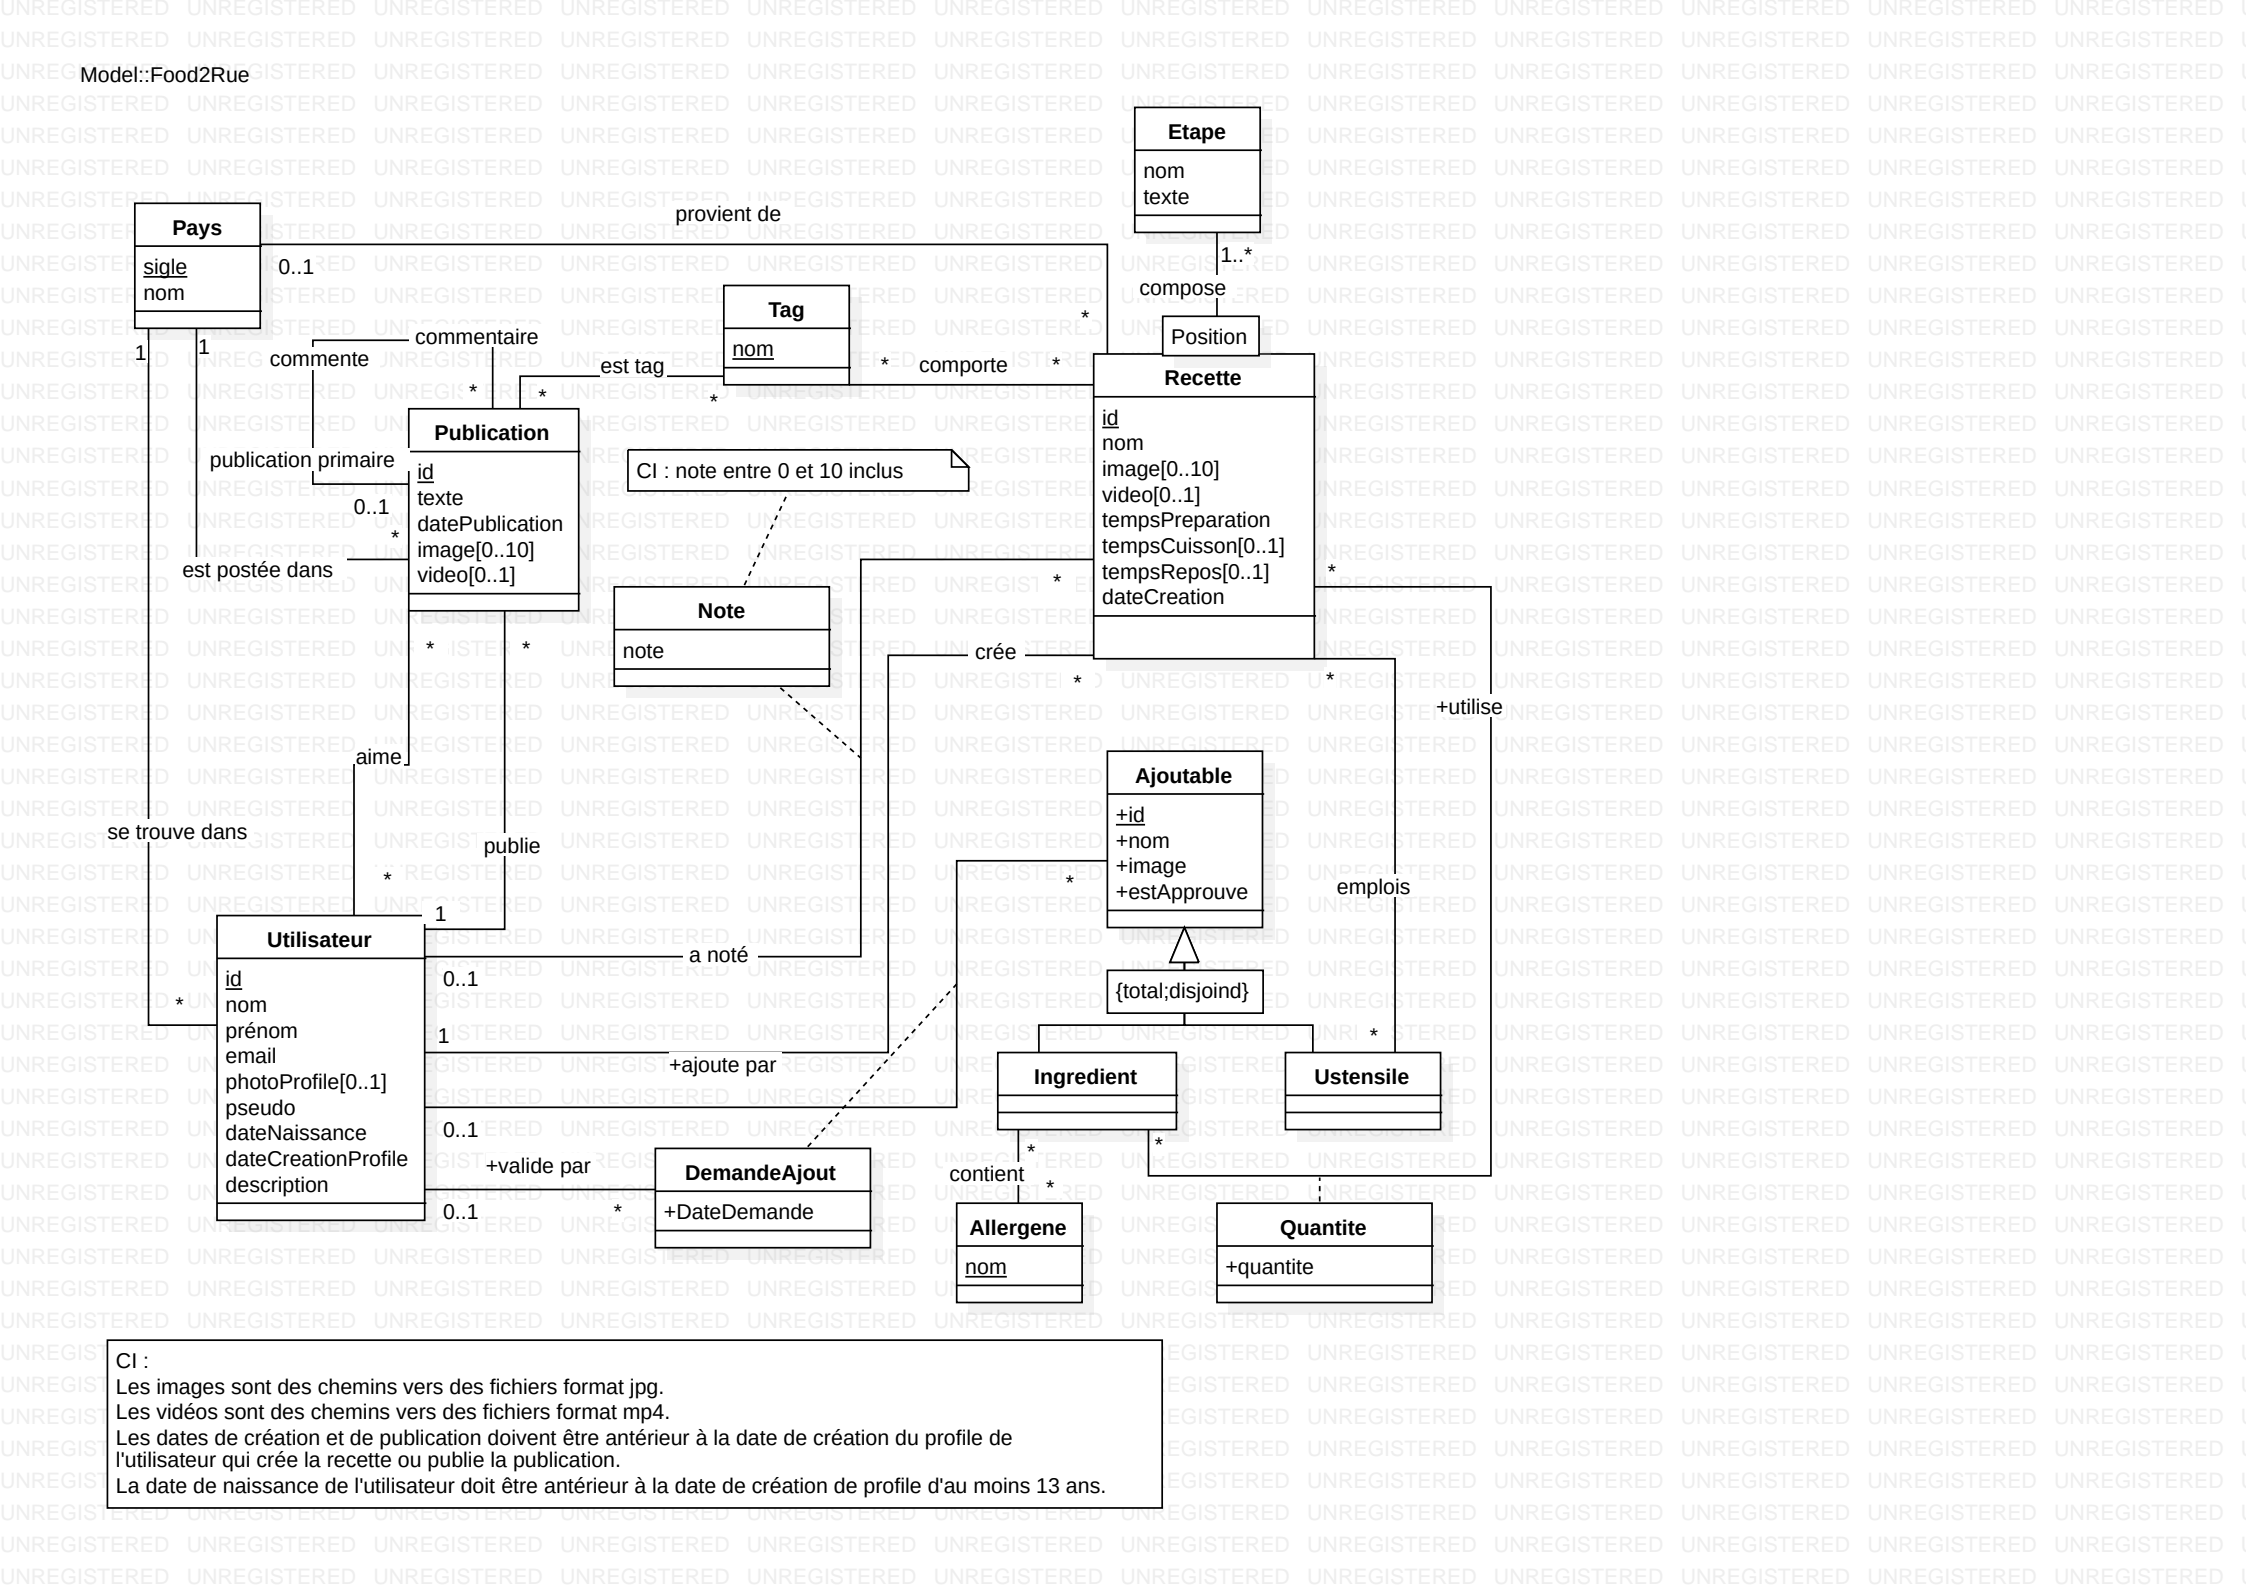 Model::Food2Rue
Etape
nom
texte
1..*
compose
Position
provient de
Pays
sigle
nom
0..1
*
1
1
Tag
nom
commentaire
commente
*
*
est tag
*
* comporte *
Publication
id
texte
datePublication
image[0..10]
video[0..1]
publication primaire
0..1
*
est postée dans
CI : note entre 0 et 10 inclus
Recette
id
nom
image[0..10]
video[0..1]
tempsPreparation
tempsCuisson[0..1]
tempsRepos[0..1]
dateCreation
*
*
Note
note
*
*
crée
*
*
+utilise
aime
se trouve dans
publie
*
1
Ajoutable
+id
+nom
+image
+estApprouve
*
emplois
{total;disjoind}
Utilisateur
id
nom
prénom
email
photoProfile[0..1]
pseudo
dateNaissance
dateCreationProfile
description
*
a noté
0..1
1
+ajoute par
0..1
+valide par
0..1
*
DemandeAjout
+DateDemande
Ingredient
Ustensile
*
*
*
contient
*
Allergene
nom
Quantite
+quantite
CI :
Les images sont des chemins vers des fichiers format jpg.
Les vidéos sont des chemins vers des fichiers format mp4.
Les dates de création et de publication doivent être antérieur à la date de création du profile de
l'utilisateur qui crée la recette ou publie la publication.
La date de naissance de l'utilisateur doit être antérieur à la date de création de profile d'au moins 13 ans.
UNREGISTERED